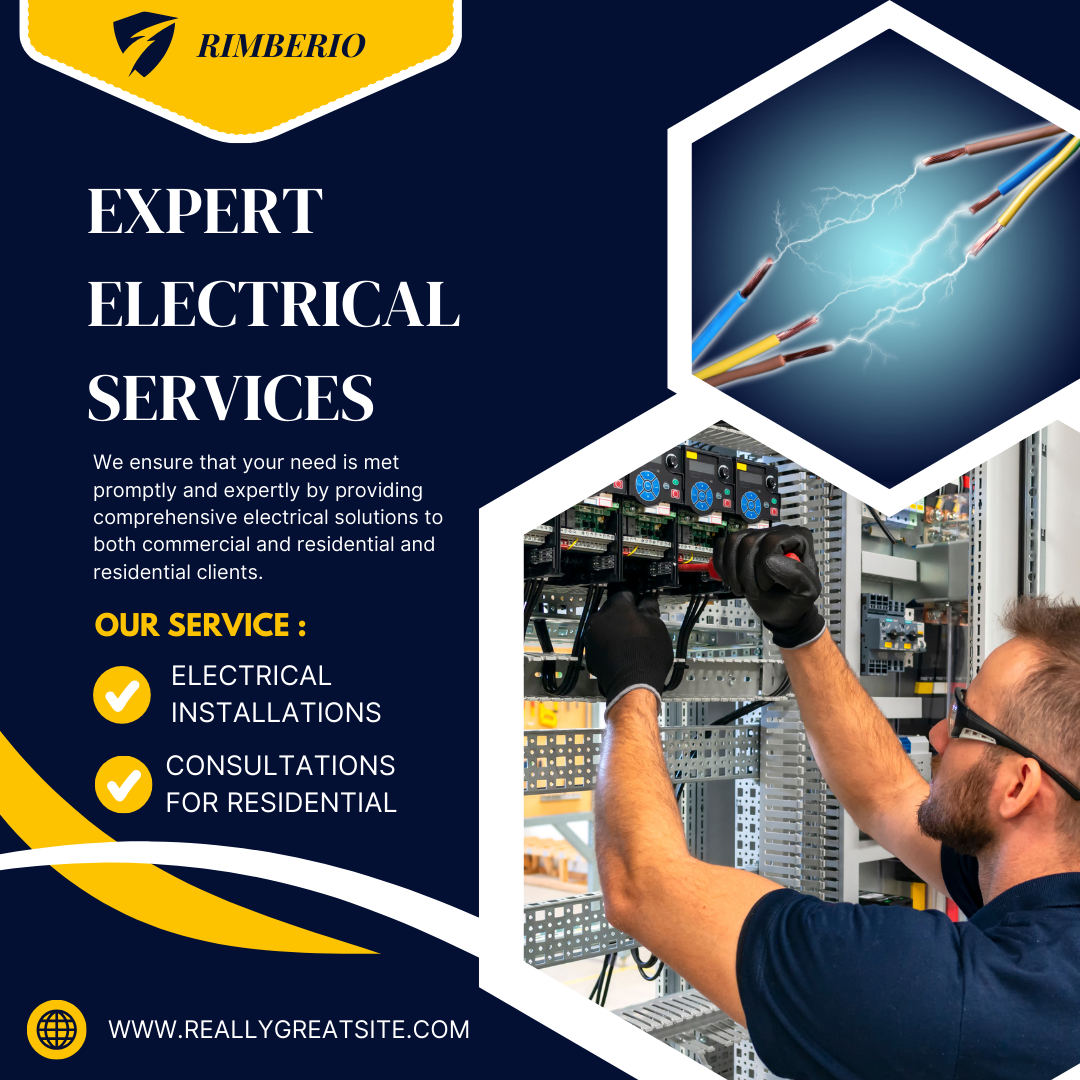 RIMBERIO
EXPERT
ELECTRICAL
SERVICES
We ensure that your need is met
promptly and expertly by providing
comprehensive electrical solutions to
both commercial and residential and
residential clients.
OUR SERVICE :
ELECTRICAL
INSTALLATIONS
CONSULTATIONS
FOR RESIDENTIAL
WWW.REALLYGREATSITE.COM